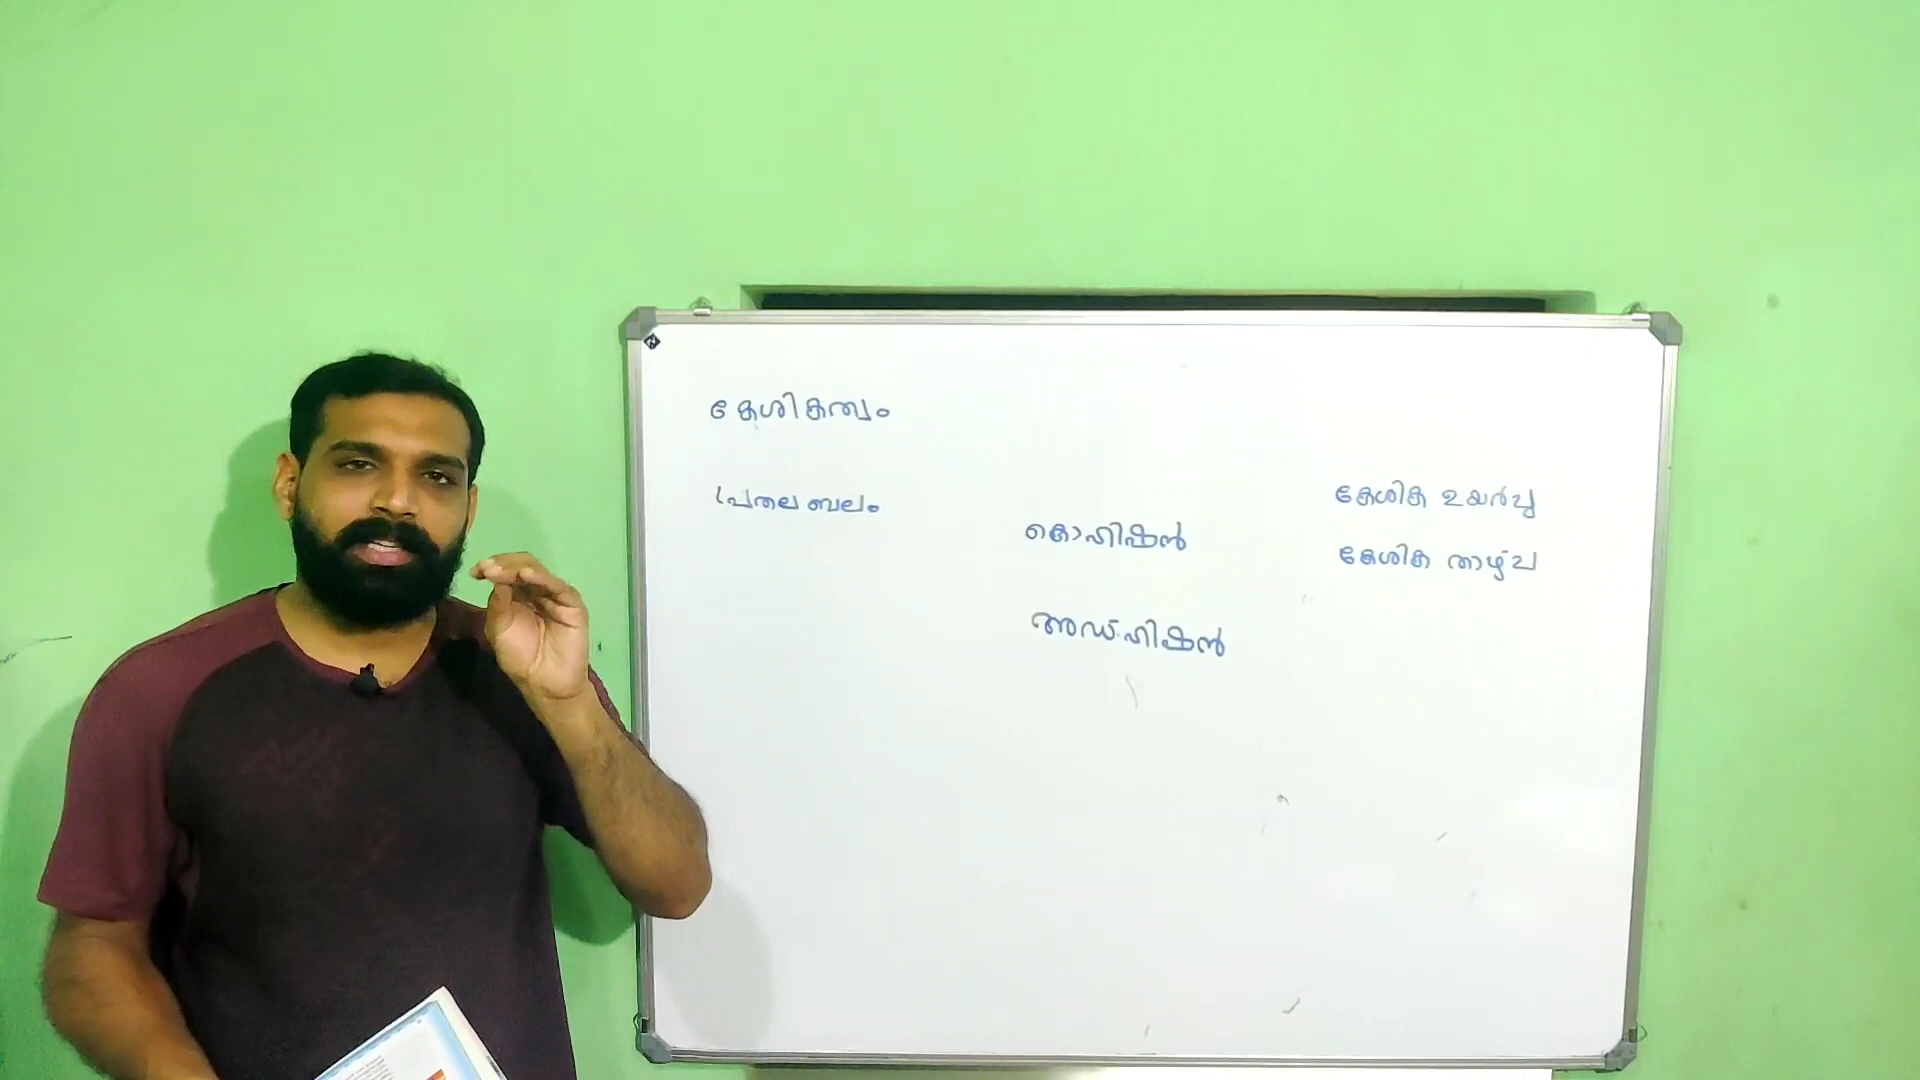 കേശികത്വം
പ്രതലബലം
കൊഹിഷൻ
അഡ്ഹിഷൻ
കേശിക ഉയർച്ച
കേശിക താഴ്ച